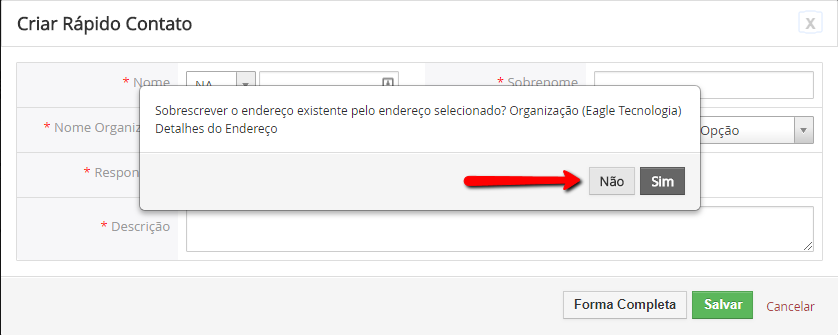 Criar Rápido Contato
X
* Nome
NA
* Sobrenome
Sobrescrever o endereço existente pelo endereço selecionado? Organização (Eagle Tecnologia)
Detalhes do Endereço
* Nome Organiz
Opção
* Respon
Não
Sim
* Descrição
Forma Completa
Salvar
Cancelar